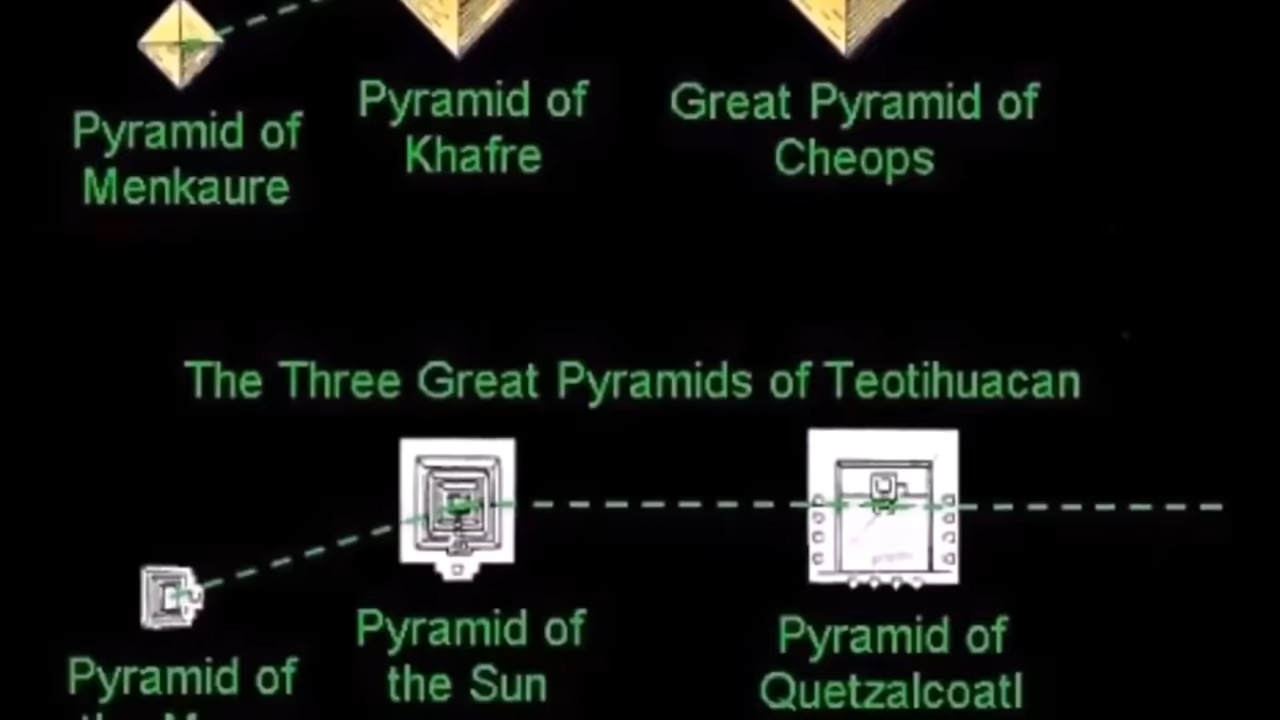 Pyramid of
Menkaure
Pyramid of
Khafre
Great Pyramid of
Cheops
The Three Great Pyramids of Teotihuacan
Pyramid of
Pyramid of
the Sun
Pyramid of
Quetzalcoatl